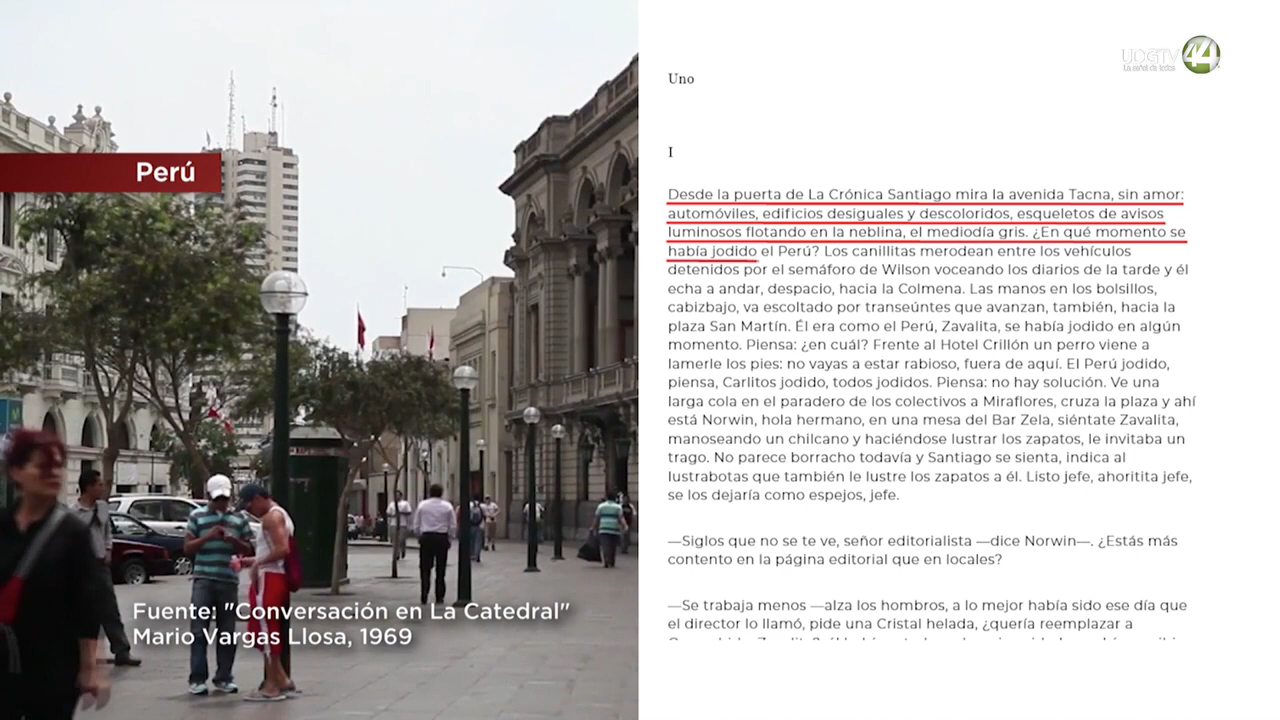 Perú
Fuente: "Conversación en La Catedral"
Mario Vargas Llosa, 1969
UDGTV 44
La señal de todos
Uno
I
Desde la puerta de La Crónica Santiago mira la avenida Tacna, sin amor:
automóviles, edificios desiguales y descoloridos, esqueletos de avisos
luminosos flotando en la neblina, el mediodía gris. ¿En qué momento se
había jodido el Perú? Los canillitas merodean entre los vehículos
detenidos por el semáforo de Wilson voceando los diarios de la tarde y él
echa a andar, despacio, hacia la Colmena. Las manos en los bolsillos,
cabizbajo, va escoltado por transeúntes que avanzan, también, hacia la
plaza San Martín. Él era como el Perú, Zavalita, se había jodido en algún
momento. Piensa: ¿en cuál? Frente al Hotel Crillón un perro viene a
lamerle los pies: no vayas a estar rabioso, fuera de aquí. El Perú jodido,
piensa, Carlitos jodido, todos jodidos. Piensa: no hay solución. Ve una
larga cola en el paradero de los colectivos a Miraflores, cruza la plaza y ahí
está Norwin, hola hermano, en una mesa del Bar Zela, siéntate Zavalita,
manoseando un chilcano y haciéndose lustrar los zapatos, le invitaba un
trago. No parece borracho todavía y Santiago se sienta, indica al
lustrabotas que también le lustre los zapatos a él. Listo jefe, ahoritita jefe,
se los dejaría como espejos, jefe.
—Siglos que no se te ve, señor editorialista —dice Norwin—. ¿Estás más
contento en la página editorial que en locales?
—Se trabaja menos —alza los hombros, a lo mejor había sido ese día que
el director lo llamó, pide una Cristal helada, ¿quería reemplazar a